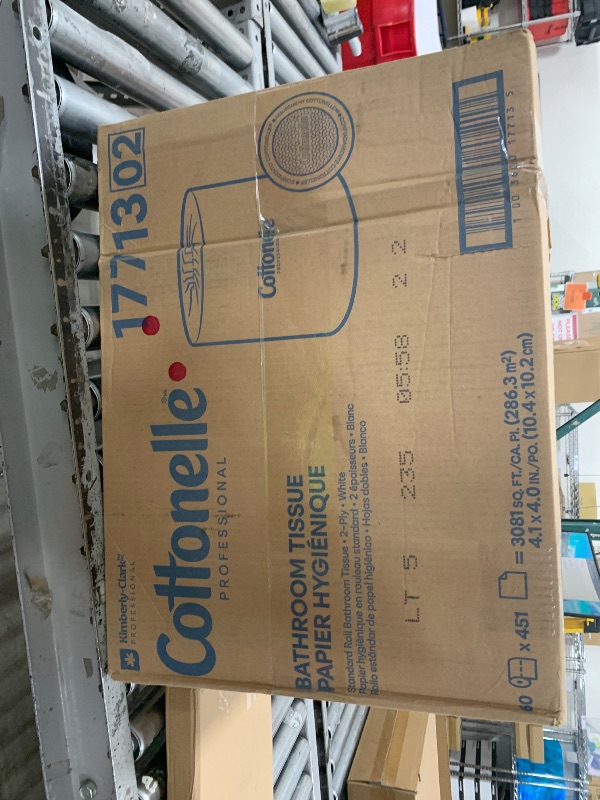 Kimberly-Clark™
PROFESSIONAL
Cottonelle
PROFESSIONAL
17713 02
Cottonelle
BATHROOM TISSUE
PAPIER HYGIÉNIQUE
Standard Roll Bathroom Tissue • 2-Ply • White
Papier hygiénique en rouleau standard • 2 épaisseurs • Blanc
Rollo estándar de papel higiénico • Hojas dobles • Blanco
LT 5 235 05:58 2 2
60 x 451 = 3081 SQ. FT./CA. PI. (286.3 m²)
4.1 x 4.0 IN./PO. (10.4 x 10.2 cm)